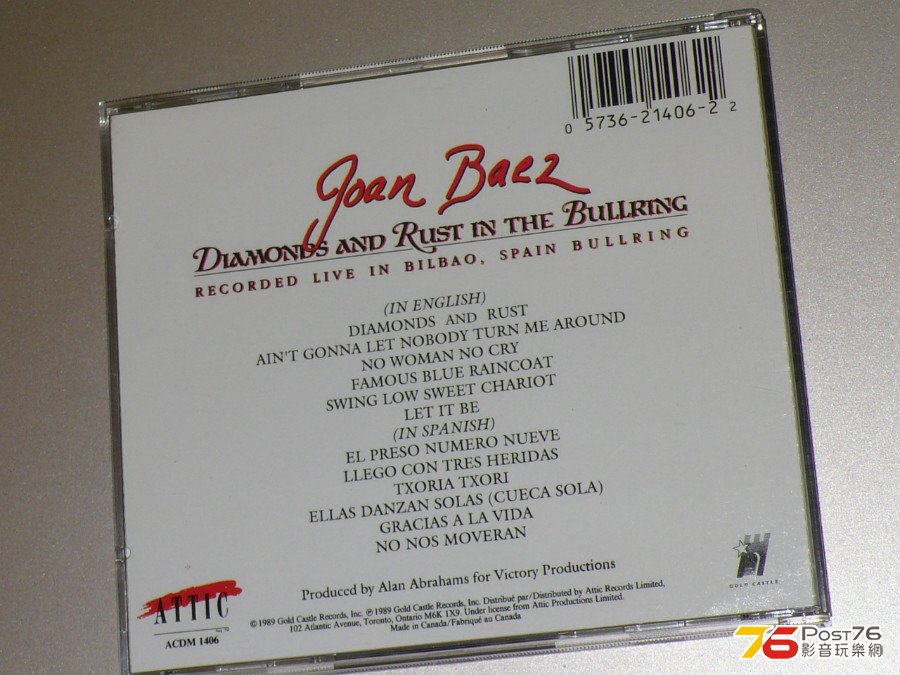 0 5736-21406-2 2
Joan Baez
DIAMONDS AND RUST IN THE BULLRING
RECORDED LIVE IN BILBAO, SPAIN BULLRING
(IN ENGLISH)
DIAMONDS AND RUST
AIN'T GONNA LET NOBODY TURN ME AROUND
NO WOMAN NO CRY
FAMOUS BLUE RAINCOAT
SWING LOW SWEET CHARIOT
LET IT BE
(IN SPANISH)
EL PRESO NUMERO NUEVE
LLEGO CON TRES HERIDAS
TXORIA TXORI
ELLAS DANZAN SOLAS (CUECA SOLA)
GRACIAS A LA VIDA
NO NOS MOVERAN
Produced by Alan Abrahams for Victory Productions
©1989 Gold Castle Records, Inc. ℗ 1989 Gold Castle Records, Inc. Distribué par/Distributed by Attic Records Limited,
102 Atlantic Avenue, Toronto, Ontario M6K 1X9. Under license from Attic Productions Limited.
Made in Canada/Fabriqué au Canada
ATTIC
ACDM 1406
GOLD CASTLE
76 POST76
影音玩樂網